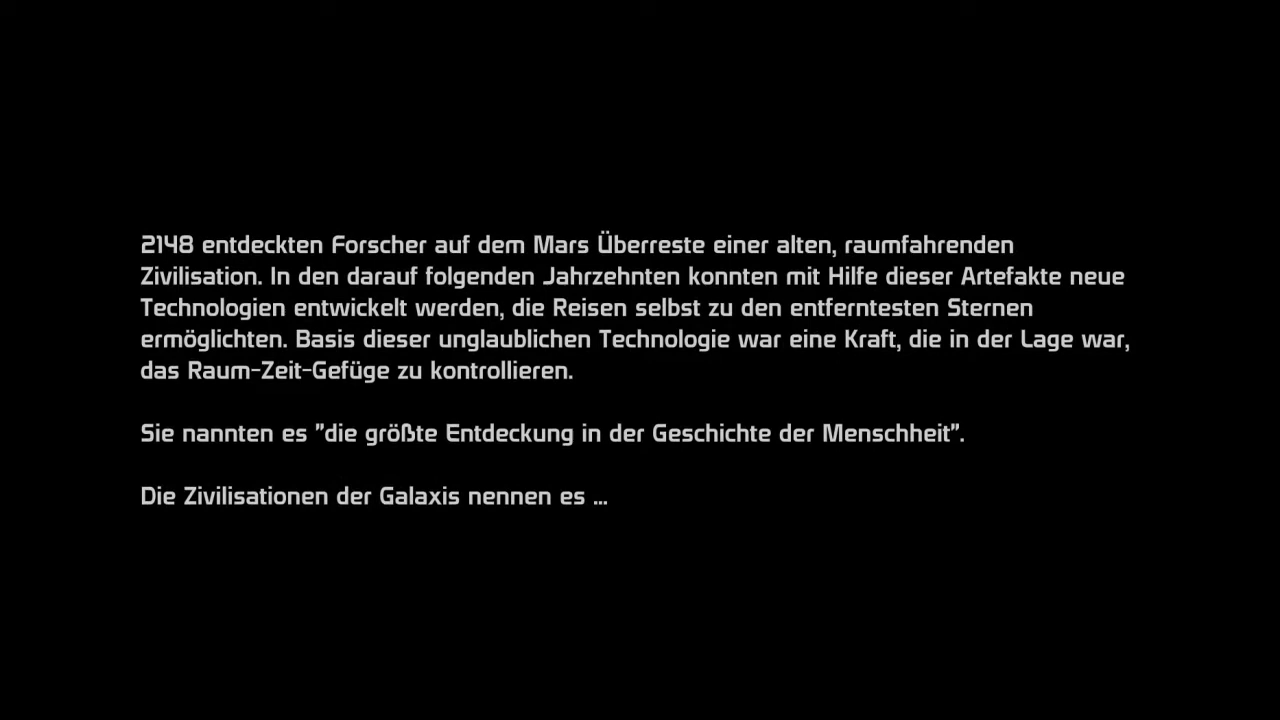 2148 entdeckten Forscher auf dem Mars Überreste einer alten, raumfahrenden
Zivilisation. In den darauf folgenden Jahrzehnten konnten mit Hilfe dieser Artefakte neue
Technologien entwickelt werden, die Reisen selbst zu den entferntesten Sternen
ermöglichten. Basis dieser unglaublichen Technologie war eine Kraft, die in der Lage war,
das Raum-Zeit-Gefüge zu kontrollieren.
Sie nannten es "die größte Entdeckung in der Geschichte der Menschheit".
Die Zivilisationen der Galaxis nennen es ...